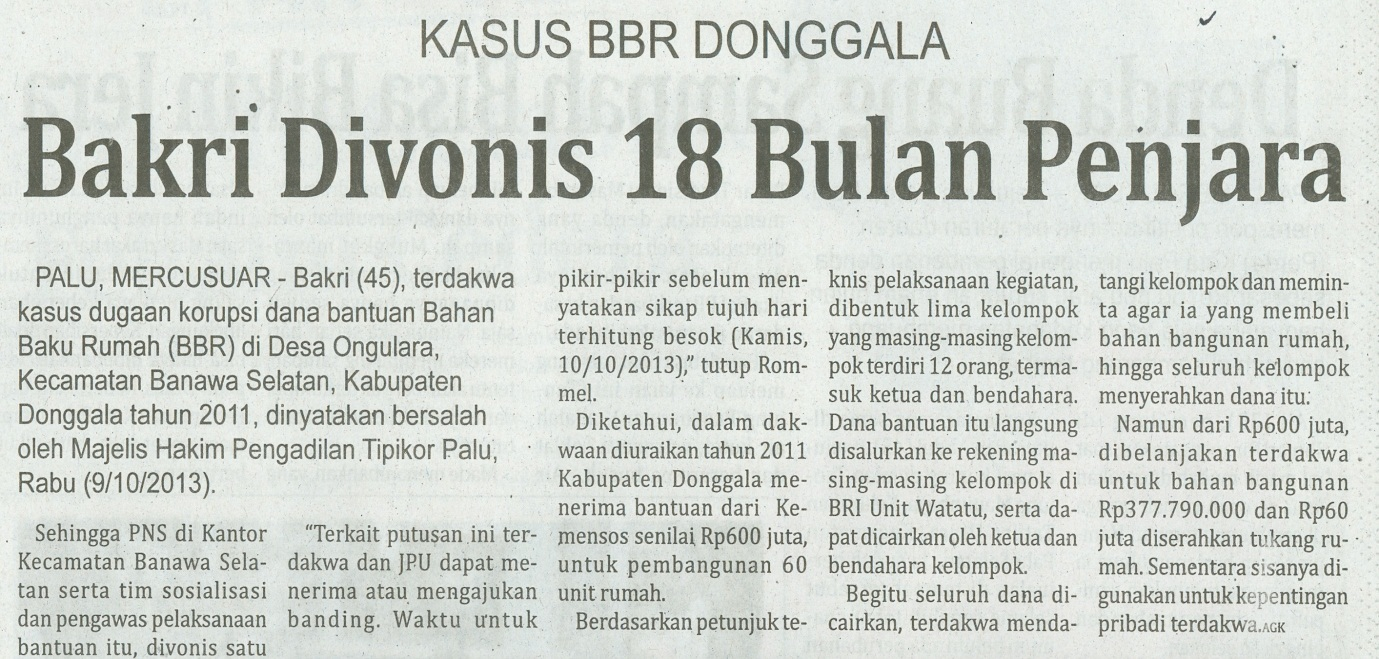 KASUS BBR DONGGALA
Bakri Divonis 18 Bulan Penjara
PALU, MERCUSUAR - Bakri (45), terdakwa
kasus dugaan korupsi dana bantuan Bahan
Baku Rumah (BBR) di Desa Ongulara,
Kecamatan Banawa Selatan, Kabupaten
Donggala tahun 2011, dinyatakan bersalah
oleh Majelis Hakim Pengadilan Tipikor Palu,
Rabu (9/10/2013).
Sehingga PNS di Kantor
Kecamatan Banawa Sela-
tan serta tim sosialisasi
dan pengawas pelaksanaan
bantuan itu, divonis satu
“Terkait putusan ini ter-
dakwa dan JPU dapat me-
nerima atau mengajukan
banding. Waktu untuk
pikir-pikir sebelum men-
yatakan sikap tujuh hari
terhitung besok (Kamis,
10/10/2013),” tutup Rom-
mel.
Diketahui, dalam dak-
waan diuraikan tahun 2011
Kabupaten Donggala me-
nerima bantuan dari Ke-
mensos senilai Rp600 juta,
untuk pembangunan 60
unit rumah.
Berdasarkan petunjuk te-
knis pelaksanaan kegiatan,
dibentuk lima kelompok
yang masing-masing kelom-
pok terdiri 12 orang, terma-
suk ketua dan bendahara.
Dana bantuan itu langsung
disalurkan ke rekening ma-
sing-masing kelompok di
BRI Unit Watatu, serta da-
pat dicairkan oleh ketua dan
bendahara kelompok.
Begitu seluruh dana di-
cairkan, terdakwa menda-
tangi kelompok dan memin-
ta agar ia yang membeli
bahan bangunan rumah,
hingga seluruh kelompok
menyerahkan dana itu.
Namun dari Rp600 juta,
dibelanjakan terdakwa
untuk bahan bangunan
Rp377.790.000 dan Rp60
juta diserahkan tukang ru-
mah. Sementara sisanya di-
gunakan untuk kepentingan
pribadi terdakwa.AGK